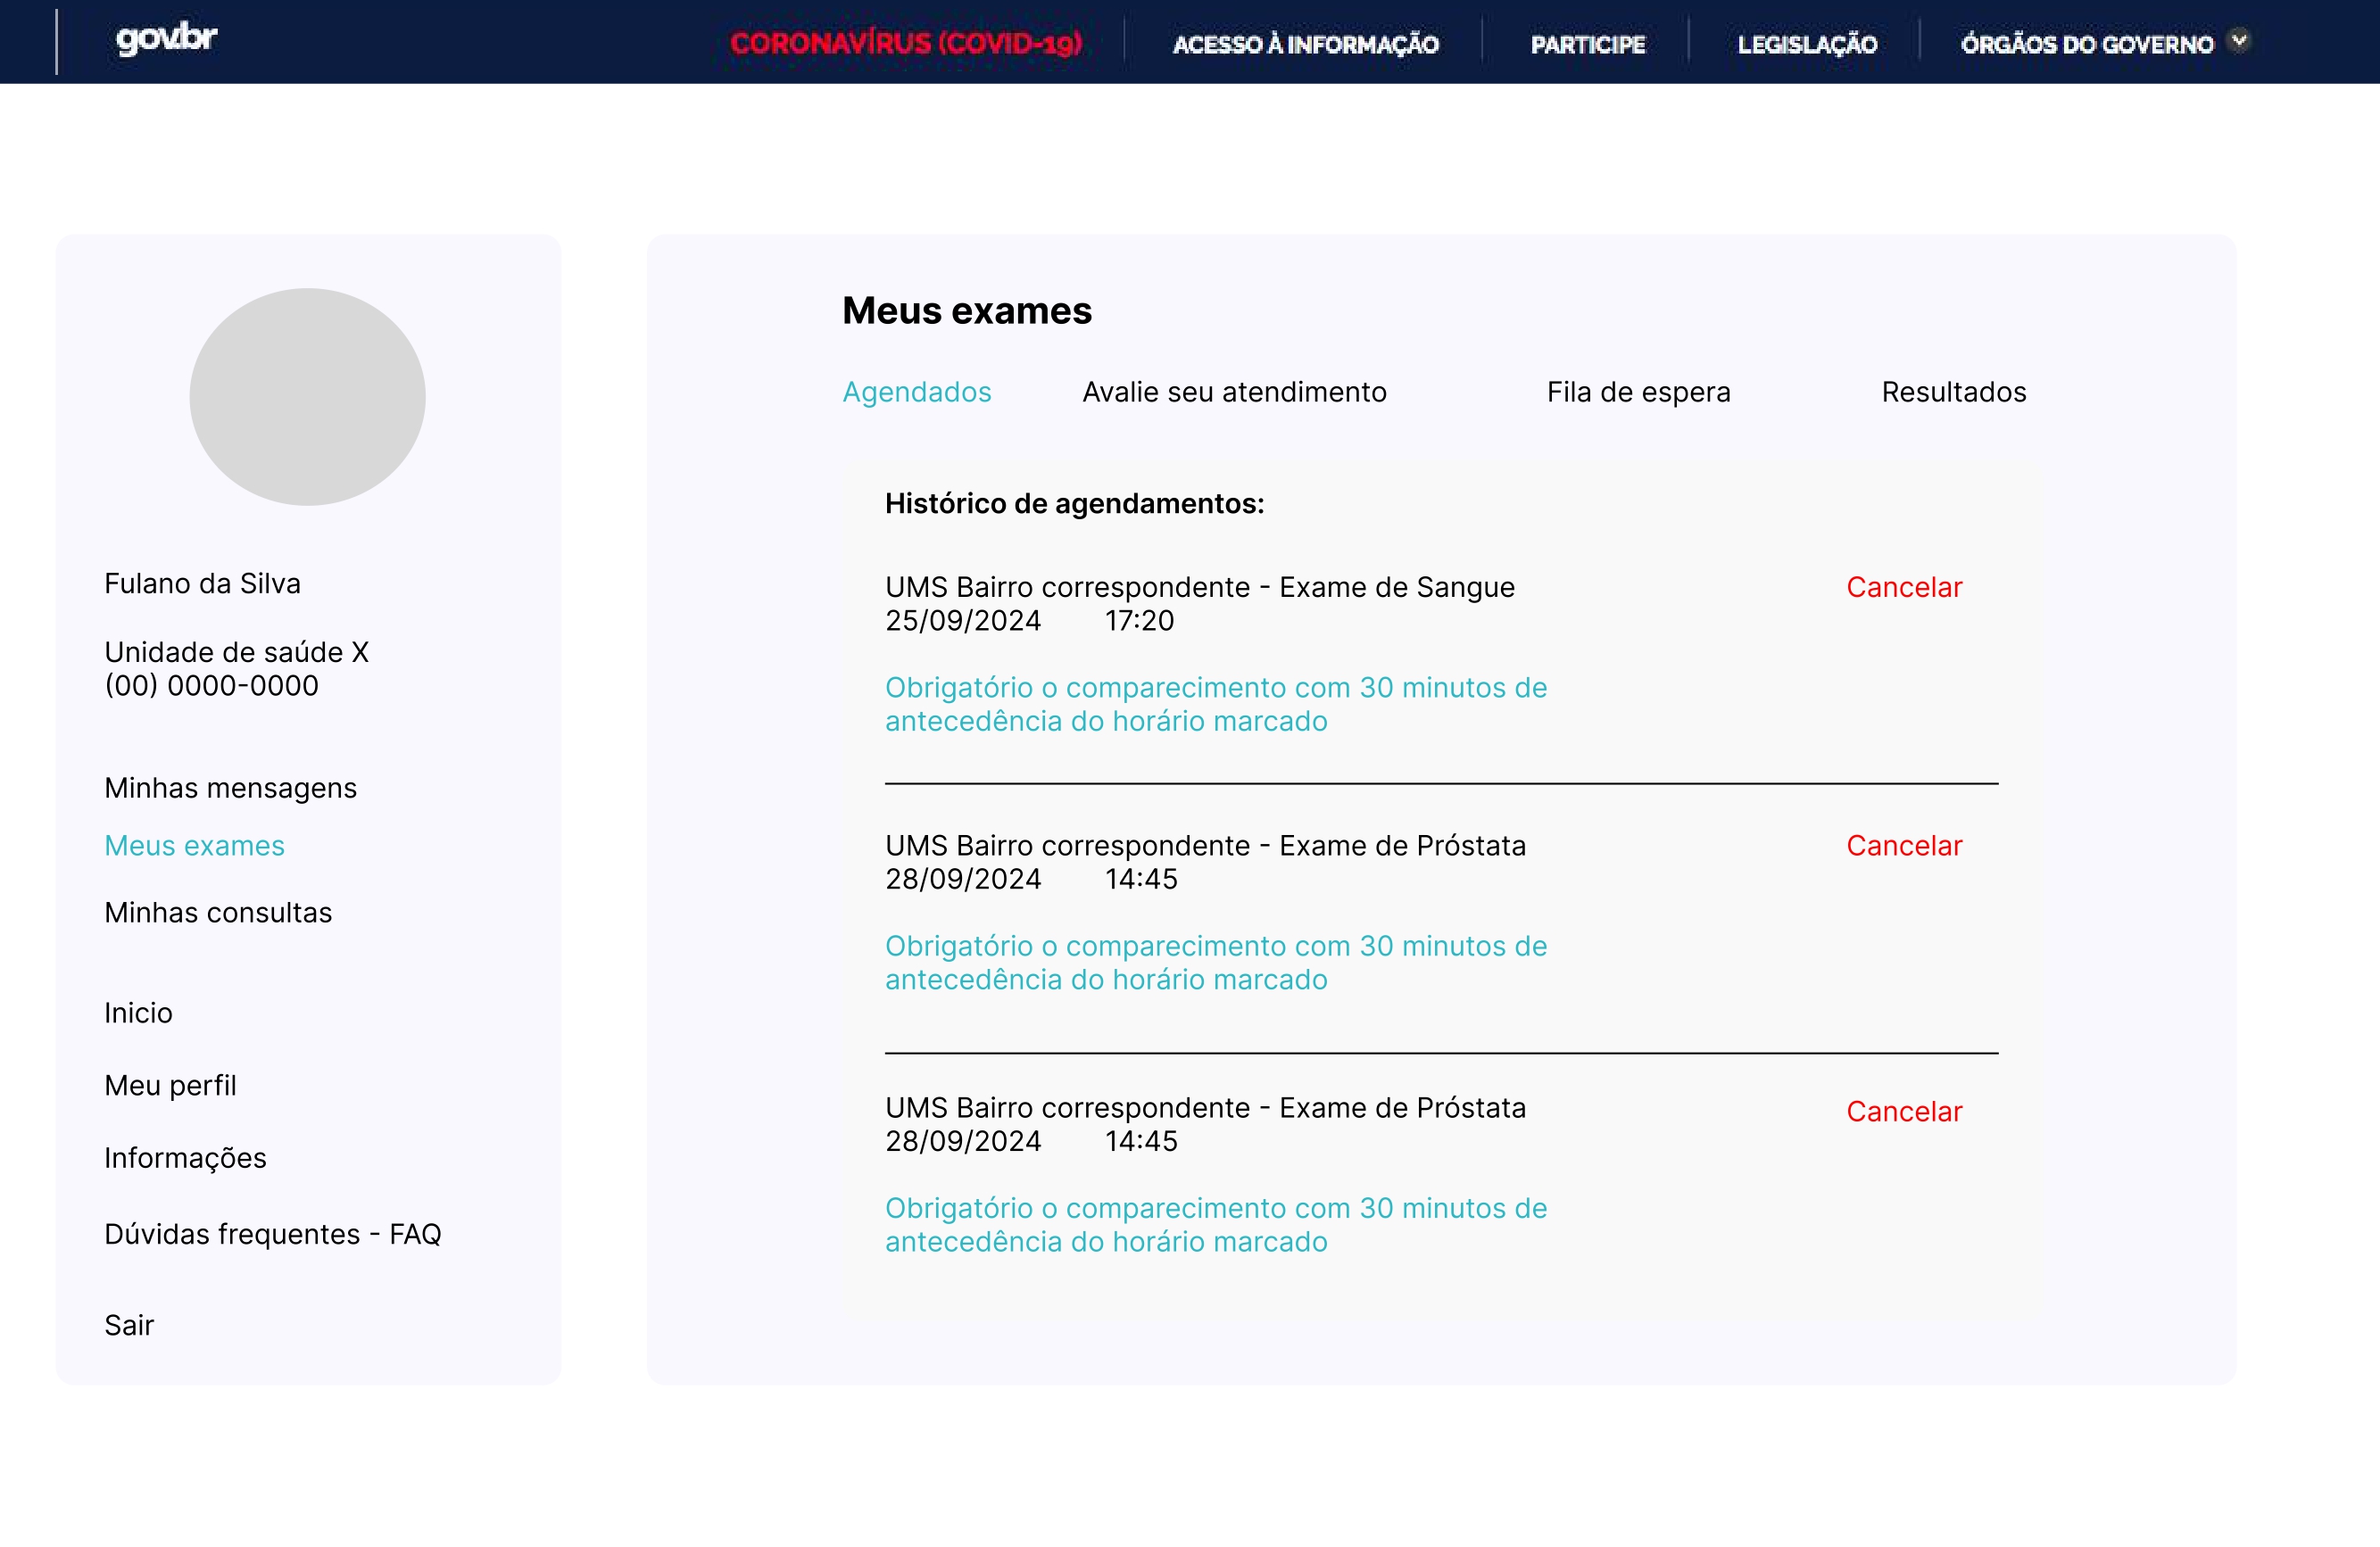 gov.br
CORONAVÍRUS (COVID-19)
ACESSO À INFORMAÇÃO
PARTICIPE
LEGISLAÇÃO
ÓRGÃOS DO GOVERNO
Fulano da Silva
Unidade de saúde X
(00) 0000-0000
Minhas mensagens
Meus exames
Minhas consultas
Inicio
Meu perfil
Informações
Dúvidas frequentes - FAQ
Sair
Meus exames
Agendados
Avalie seu atendimento
Fila de espera
Resultados
Histórico de agendamentos:
UMS Bairro correspondente - Exame de Sangue
Cancelar
25/09/2024 17:20
Obrigatório o comparecimento com 30 minutos de
antecedência do horário marcado
UMS Bairro correspondente - Exame de Próstata
Cancelar
28/09/2024 14:45
Obrigatório o comparecimento com 30 minutos de
antecedência do horário marcado
UMS Bairro correspondente - Exame de Próstata
Cancelar
28/09/2024 14:45
Obrigatório o comparecimento com 30 minutos de
antecedência do horário marcado